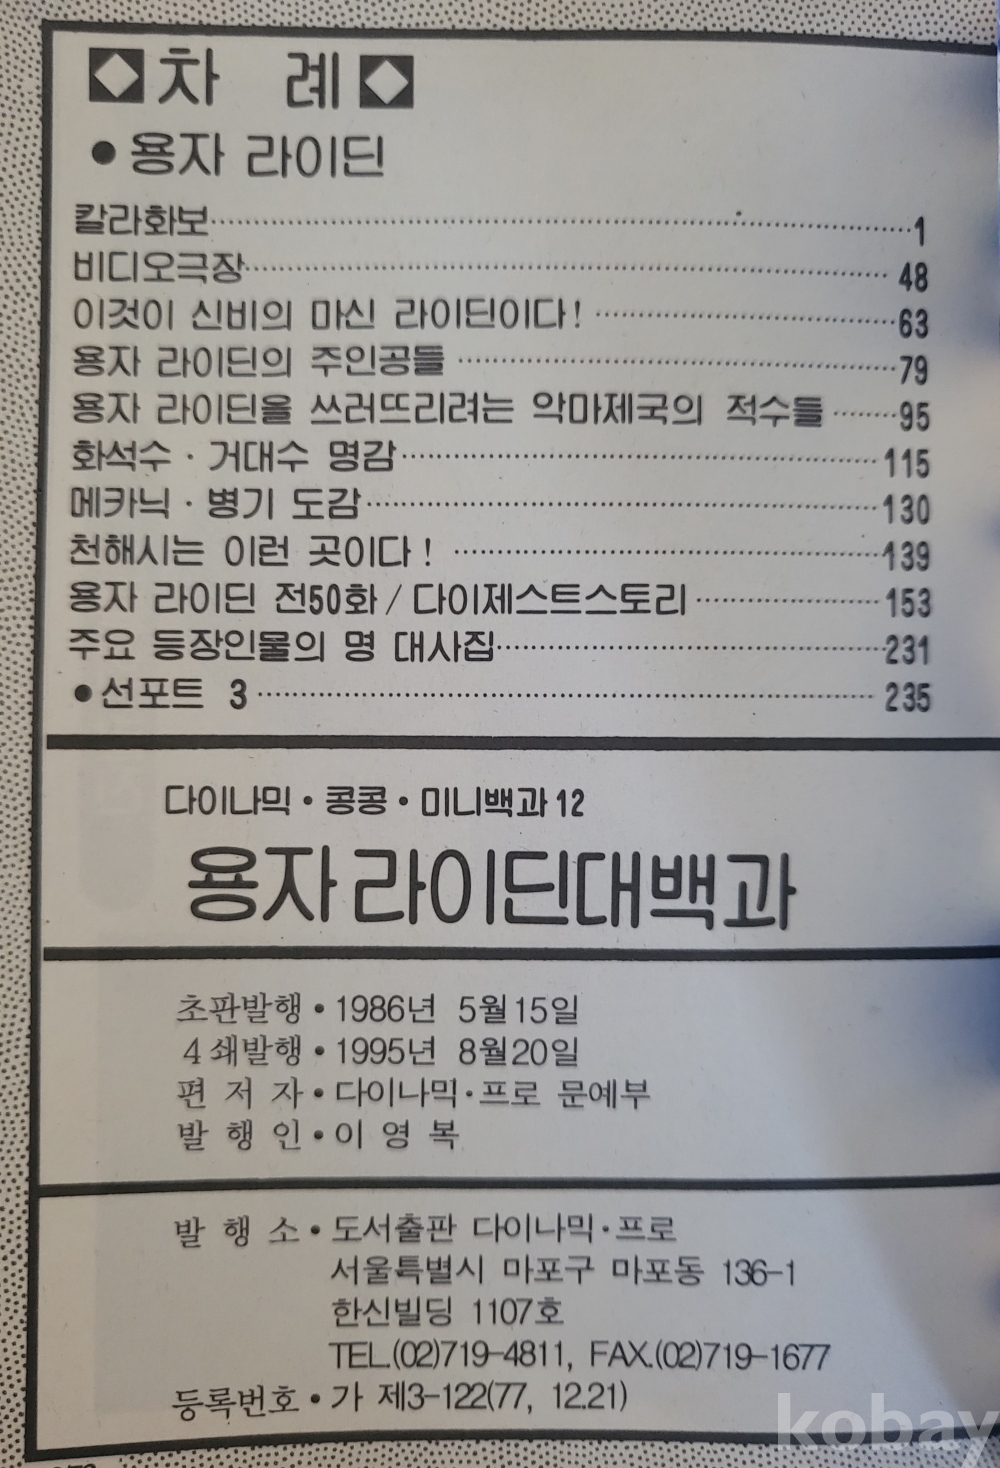 차 례
● 용자 라이딘
칼라화보 1
비디오극장 48
이것이 신비의 마신 라이딘이다! 63
용자 라이딘의 주인공들 79
용자 라이딘을 쓰러뜨리려는 악마제국의 적수들 95
화석수 · 거대수 명감 115
메카닉 · 병기 도감 130
천해시는 이런 곳이다! 139
용자 라이딘 전50화 / 다이제스트스토리 153
주요 등장인물의 명 대사집 231
● 선포트 3 235
다이나믹 · 콩콩 · 미니백과 12
용자 라이딘대백과
초판발행 · 1986년 5월 15일
4쇄발행 · 1995년 8월 20일
편 저 자 · 다이나믹 · 프로 문예부
발 행 인 · 이 영 복
발 행 소 · 도서출판 다이나믹 · 프로
서울특별시 마포구 마포동 136-1
한신빌딩 1107호
TEL.(02)719-4811, FAX.(02)719-1677
등록번호 · 가 제3-122(77, 12.21)
kobay